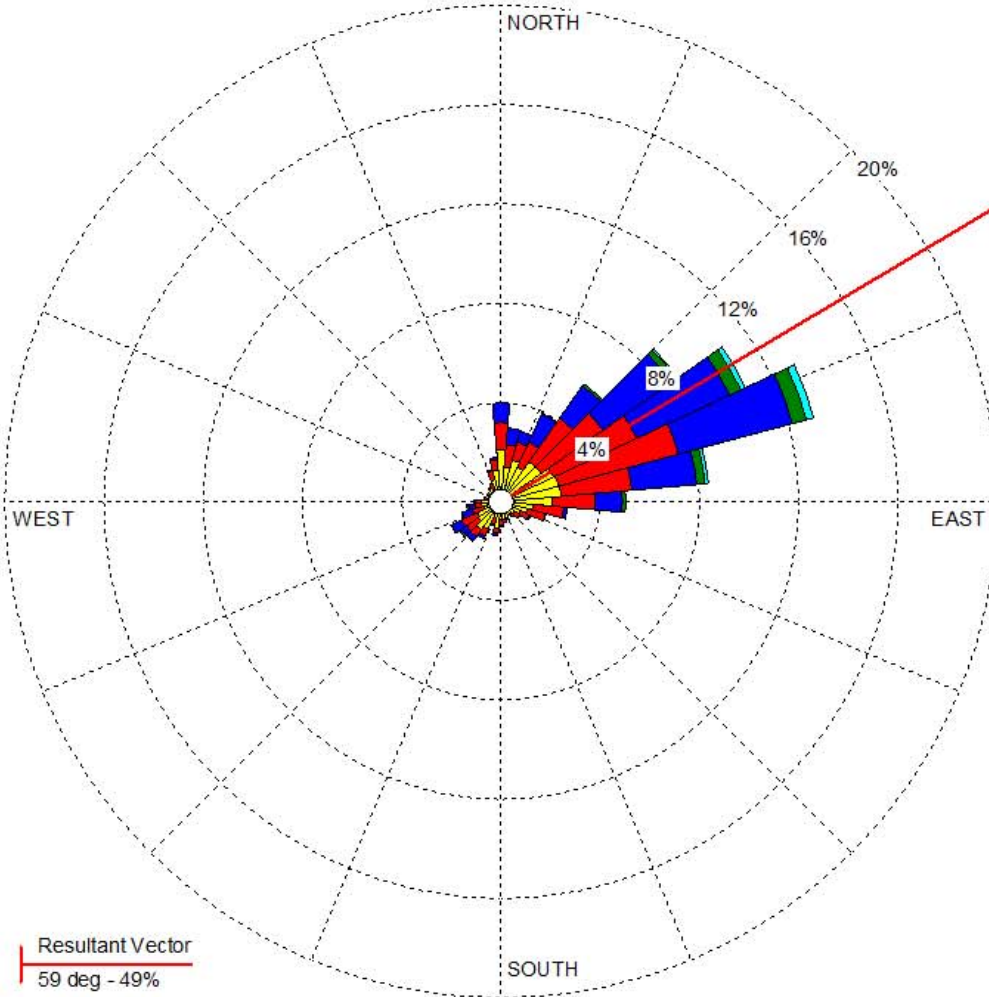 NORTH
20%
16%
12%
8%
4%
WEST
EAST
Resultant Vector
59 deg - 49%
SOUTH